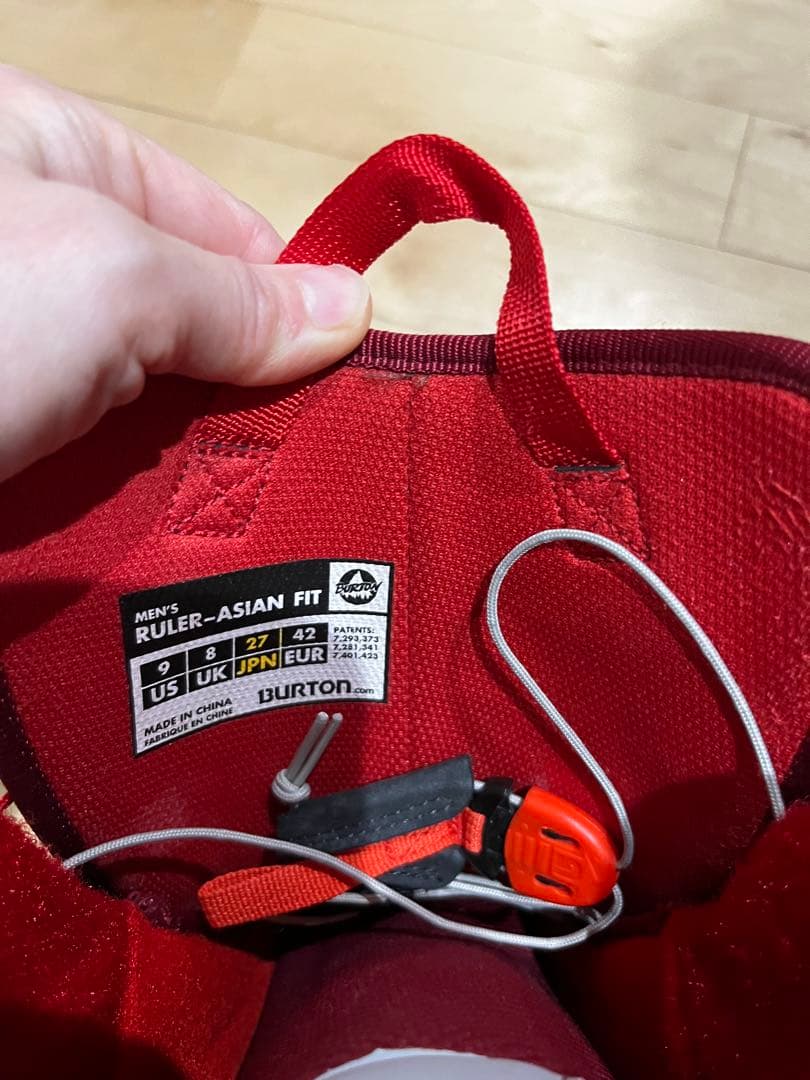 MEN'S
RULER-ASIAN FIT
BURTON
9 8 27 42
US UK JPN EUR
PATENTS:
7,293,373
7,281,341
7,401,423
MADE IN CHINA
FABRIQUE EN CHINE
BURTON.com